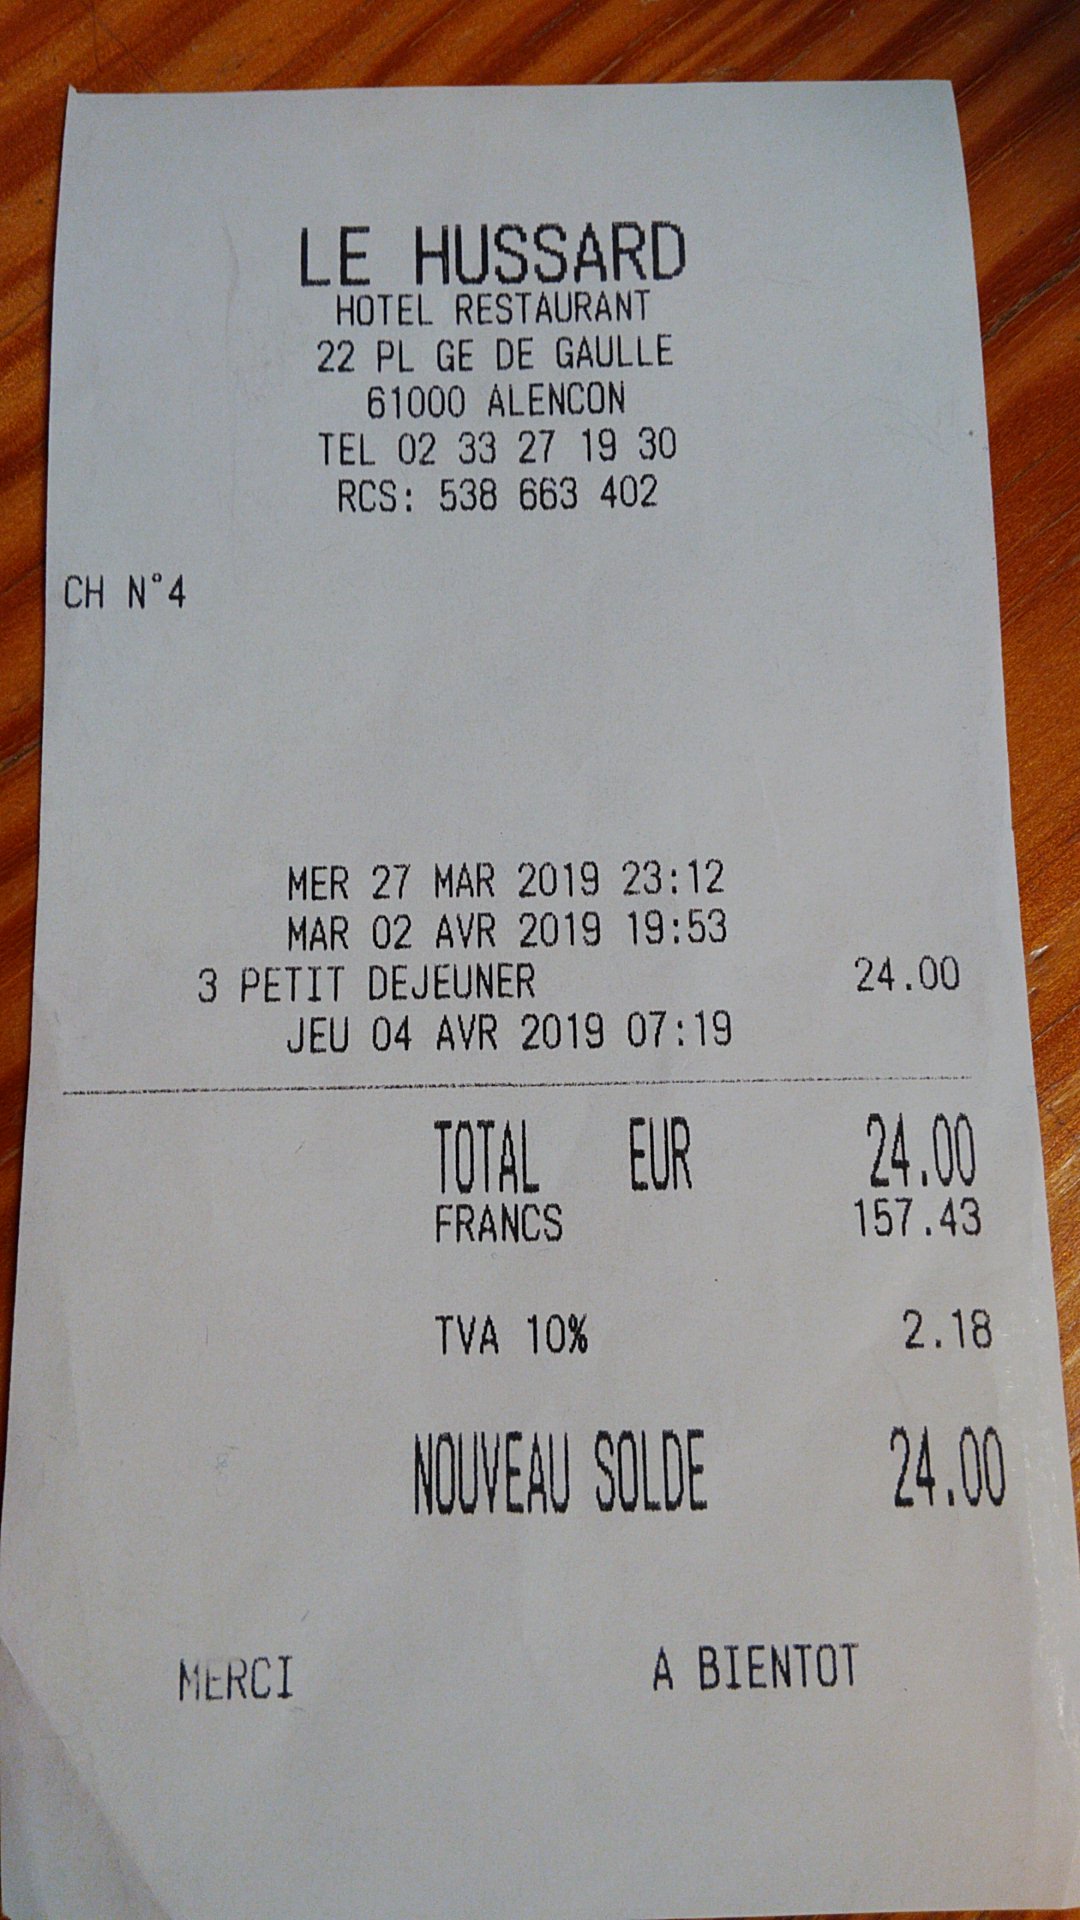 LE HUSSARD
HOTEL RESTAURANT
22 PL GE DE GAULLE
61000 ALENCON
TEL 02 33 27 19 30
RCS: 538 663 402
CH N°4
MER 27 MAR 2019 23:12
MAR 02 AVR 2019 19:53
3 PETIT DEJEUNER 24.00
JEU 04 AVR 2019 07:19
TOTAL EUR 24.00
FRANCS 157.43
TVA 10% 2.18
NOUVEAU SOLDE 24.00
MERCI A BIENTOT